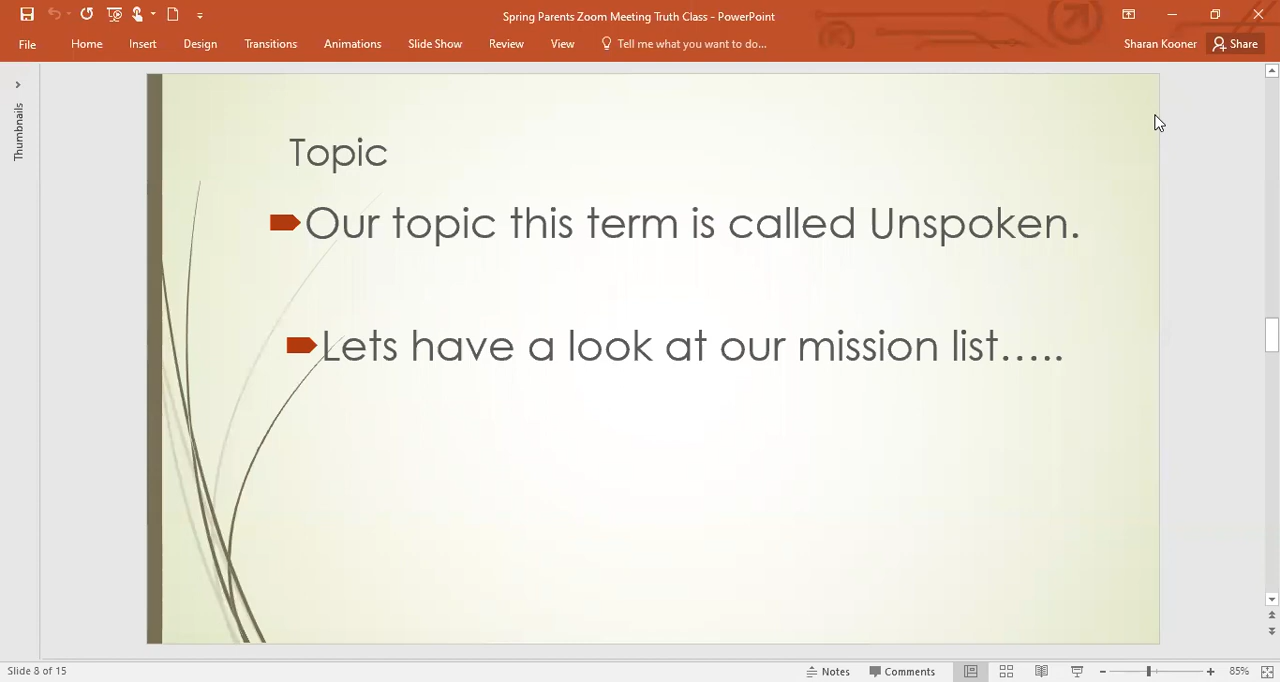 Spring Parents Zoom Meeting Truth Class - PowerPoint
File Home Insert Design Transitions Animations Slide Show Review View Tell me what you want to do... Sharan Kooner Share
Thumbnails
Topic
Our topic this term is called Unspoken.
Lets have a look at our mission list…..
Slide 8 of 15 Notes Comments 85%